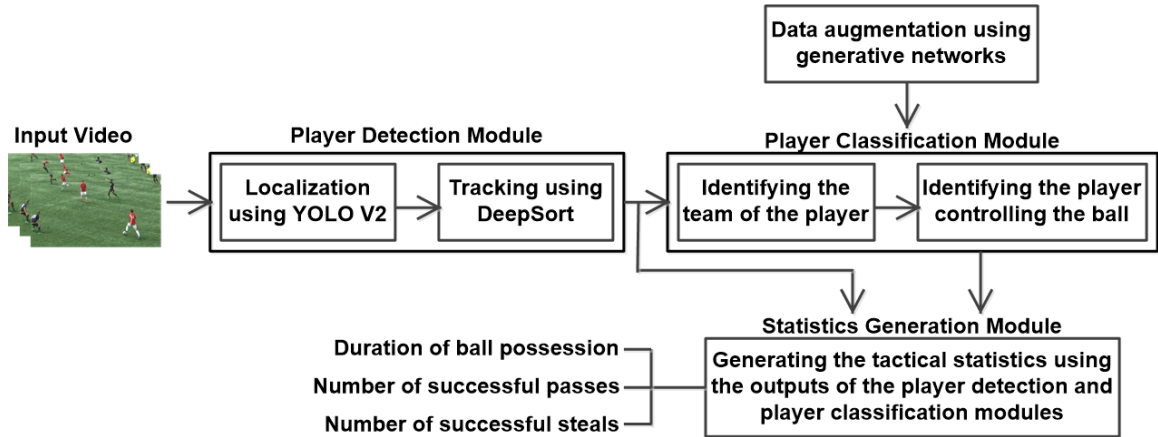 Data augmentation using
generative networks
Input Video
Player Detection Module
Player Classification Module
Localization
using YOLO V2
Tracking using
DeepSort
Identifying the
team of the player
Identifying the player
controlling the ball
Statistics Generation Module
Duration of ball possession
Number of successful passes
Number of successful steals
Generating the tactical statistics using
the outputs of the player detection and
player classification modules